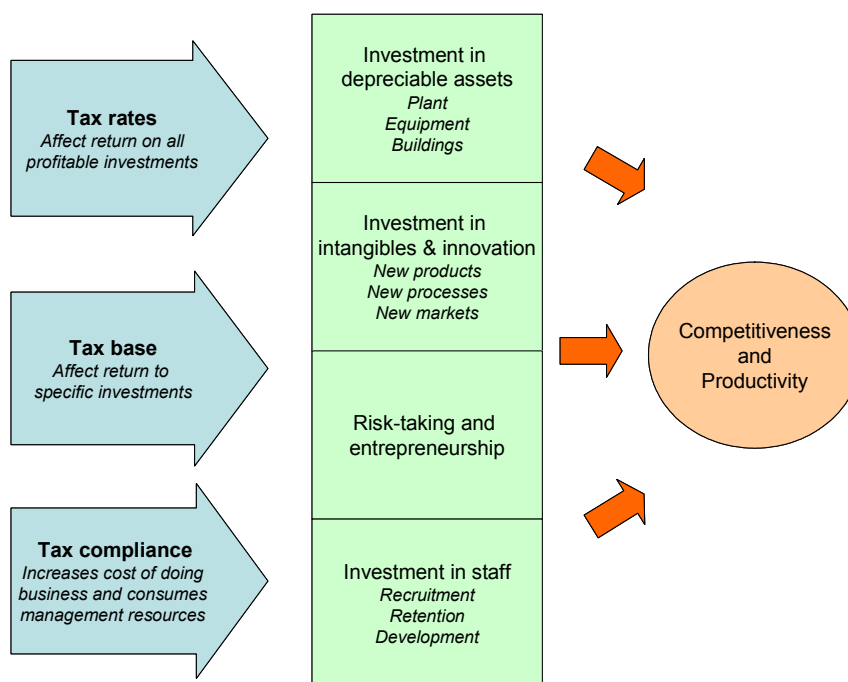 Tax rates
Affect return on all
profitable investments
Tax base
Affect return to
specific investments
Tax compliance
Increases cost of doing
business and consumes
management resources
Investment in
depreciable assets
Plant
Equipment
Buildings
Investment in
intangibles & innovation
New products
New processes
New markets
Risk-taking and
entrepreneurship
Investment in staff
Recruitment
Retention
Development
Competitiveness
and
Productivity